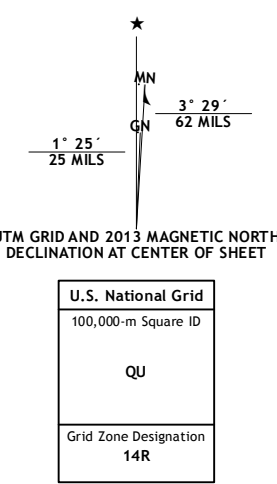 ★
MN
3° 29´
62 MILS
GN
1° 25´
25 MILS
UTM GRID AND 2013 MAGNETIC NORTH
DECLINATION AT CENTER OF SHEET
U.S. National Grid
100,000-m Square ID
QU
Grid Zone Designation
14R